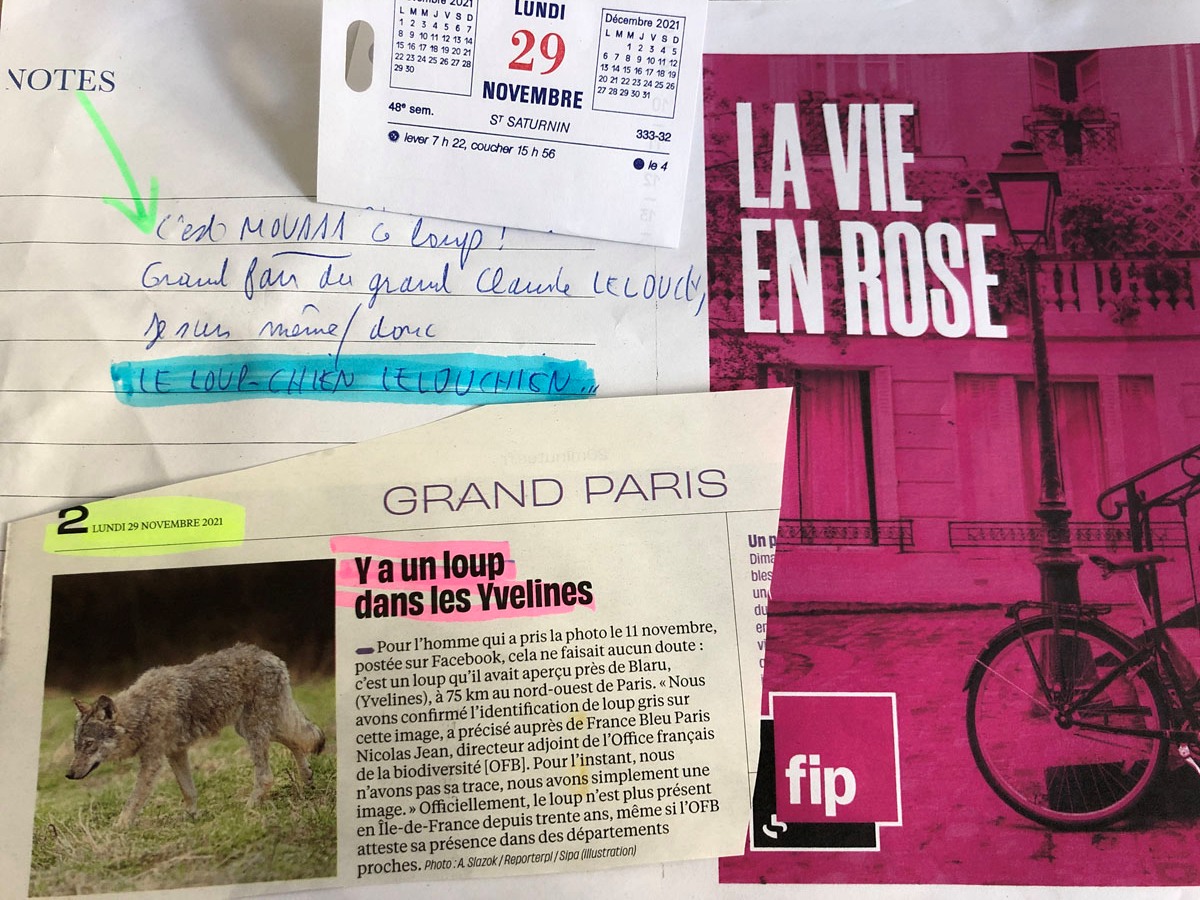 NOTES
LUNDI
29
NOVEMBRE
2021
L M M J V S D
1 2 3 4 5 6 7
8 9 10 11 12 13 14
15 16 17 18 19 20 21
22 23 24 25 26 27 28
29 30
Décembre 2021
L M M J V S D
1 2 3 4 5
6 7 8 9 10 11 12
13 14 15 16 17 18 19
20 21 22 23 24 25 26
27 28 29 30 31
48e sem.
St SATURNIN
333-32
lever 7 h 22, coucher 15 h 56
le 4
C'est MOUAAA le loup !
Grand fan du grand Claude LELOUCH,
Je suis même/donc
LE LOUP-CHIEN LELOUCHIEN...
LA VIE
EN ROSE
fip
GRAND PARIS
2 LUNDI 29 NOVEMBRE 2021
Y a un loup
dans les Yvelines
Pour l'homme qui a pris la photo le 11 novembre,
postée sur Facebook, cela ne faisait aucun doute :
c'est un loup qu'il avait aperçu près de Blaru,
(Yvelines), à 75 km au nord-ouest de Paris. « Nous
avons confirmé l'identification de loup gris sur
cette image, a précisé auprès de France Bleu Paris
Nicolas Jean, directeur adjoint de l'Office français
de la biodiversité [OFB]. Pour l'instant, nous
n'avons pas sa trace, nous avons simplement une
image. » Officiellement, le loup n'est plus présent
en Île-de-France depuis trente ans, même si l'OFB
atteste sa présence dans des départements
proches. Photo : A. Slazok / Reporterpl / Sipa (illustration)
Un p
Dima
bles
un
du